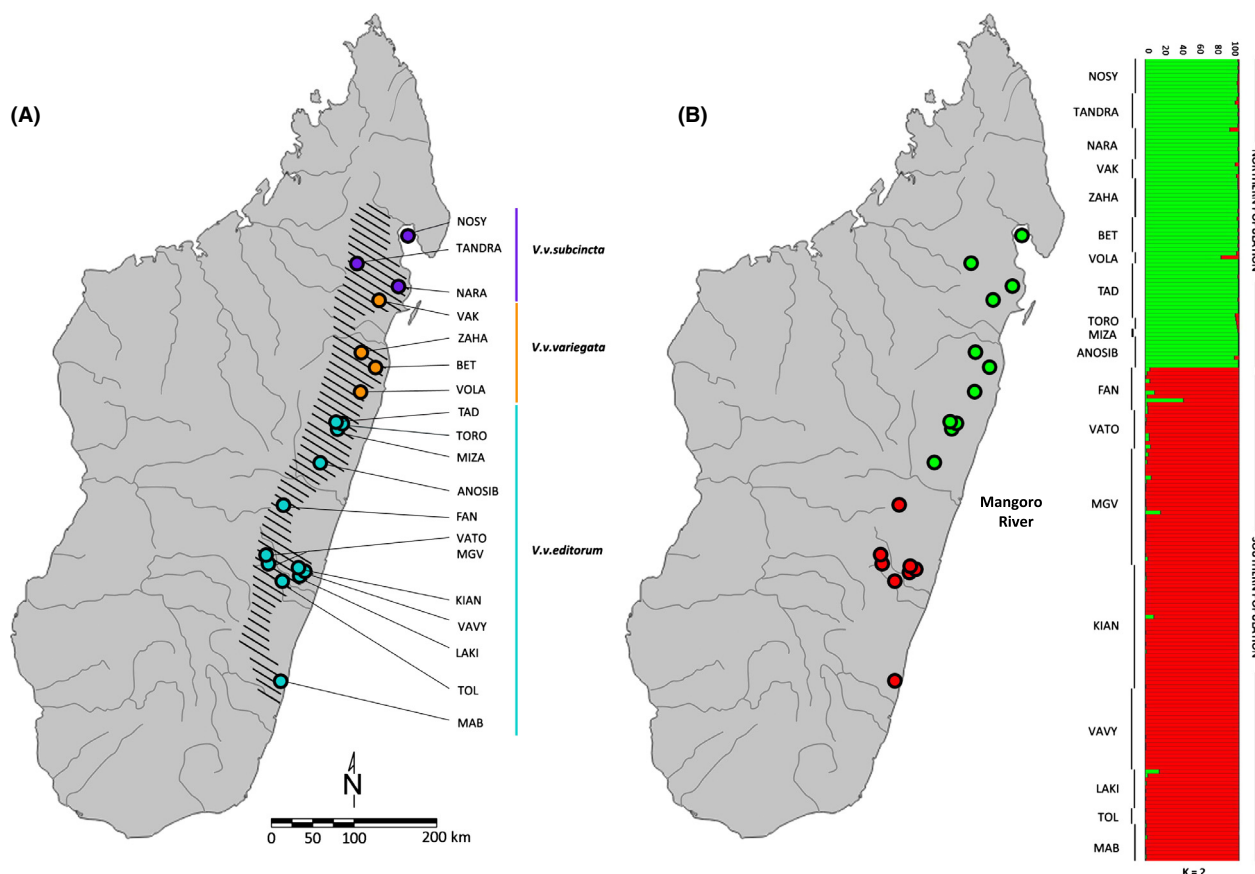 (A)
NOSY
TANDRA
NARA
VAK
ZAHA
BET
VOLA
TAD
TORO
MIZA
ANOSIB
FAN
VATO
MGV
KIAN
VAVY
LAKI
TOL
MAB
V.v.subcincta
V.v.variegata
V.v.editorum
N
0 50 100 200 km
(B)
Mangoro
River
0 20 40 60 80 100
NOSY
TANDRA
NARA
VAK
ZAHA
BET
VOLA
TAD
TORO
MIZA
ANOSIB
FAN
VATO
MGV
KIAN
VAVY
LAKI
TOL
MAB
K = 2